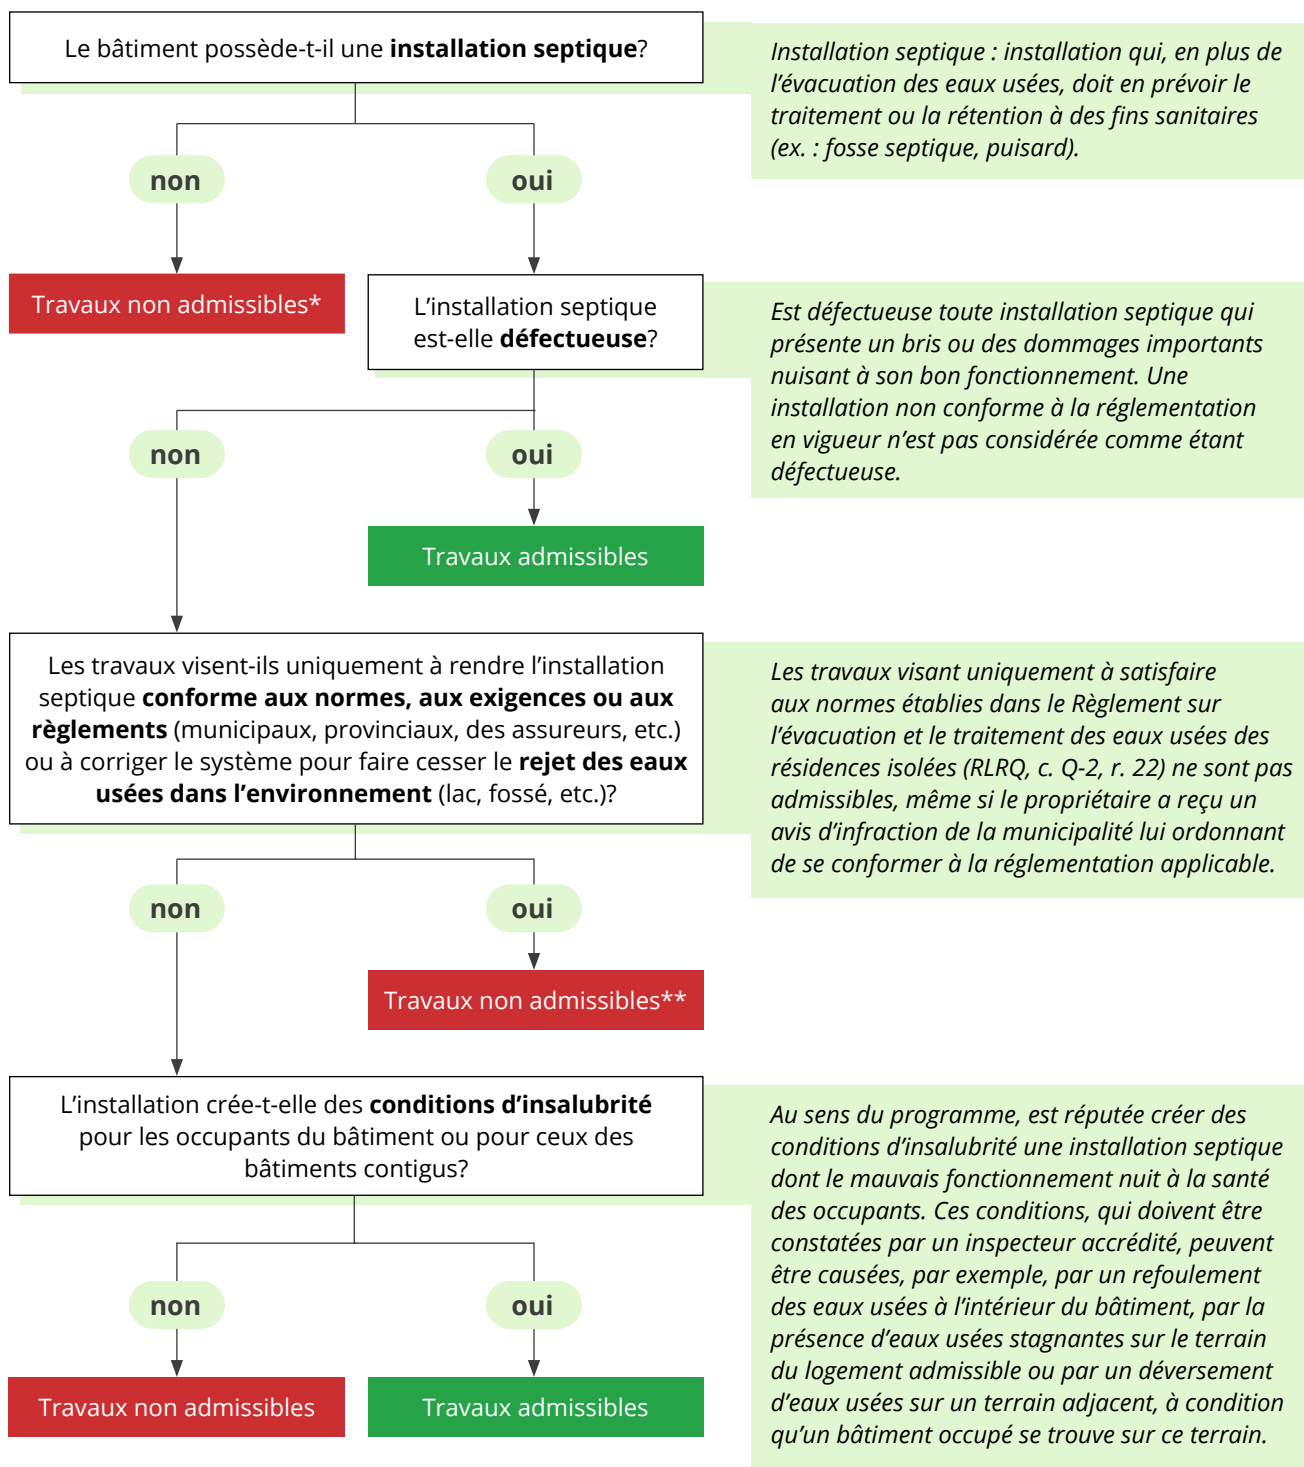 Le bâtiment possède-t-il une installation septique?
Installation septique : installation qui, en plus de
l’évacuation des eaux usées, doit en prévoir le
traitement ou la rétention à des fins sanitaires
(ex. : fosse septique, puisard).
non
oui
Travaux non admissibles*
L’installation septique
est-elle défectueuse?
Est défectueuse toute installation septique qui
présente un bris ou des dommages importants
nuisant à son bon fonctionnement. Une
installation non conforme à la réglementation
en vigueur n’est pas considérée comme étant
défectueuse.
non
oui
Travaux admissibles
Les travaux visent-ils uniquement à rendre l’installation
septique conforme aux normes, aux exigences ou aux
règlements (municipaux, provinciaux, des assureurs, etc.)
ou à corriger le système pour faire cesser le rejet des eaux
usées dans l’environnement (lac, fossé, etc.)?
Les travaux visant uniquement à satisfaire
aux normes établies dans le Règlement sur
l’évacuation et le traitement des eaux usées des
résidences isolées (RLRQ, c. Q-2, r. 22) ne sont pas
admissibles, même si le propriétaire a reçu un
avis d’infraction de la municipalité lui ordonnant
de se conformer à la réglementation applicable.
non
oui
Travaux non admissibles**
L’installation crée-t-elle des conditions d’insalubrité
pour les occupants du bâtiment ou pour ceux des
bâtiments contigus?
Au sens du programme, est réputée créer des
conditions d’insalubrité une installation septique
dont le mauvais fonctionnement nuit à la santé
des occupants. Ces conditions, qui doivent être
constatées par un inspecteur accrédité, peuvent
être causées, par exemple, par un refoulement
des eaux usées à l’intérieur du bâtiment, par la
présence d’eaux usées stagnantes sur le terrain
du logement admissible ou par un déversement
d’eaux usées sur un terrain adjacent, à condition
qu’un bâtiment occupé se trouve sur ce terrain.
non
oui
Travaux non admissibles
Travaux admissibles